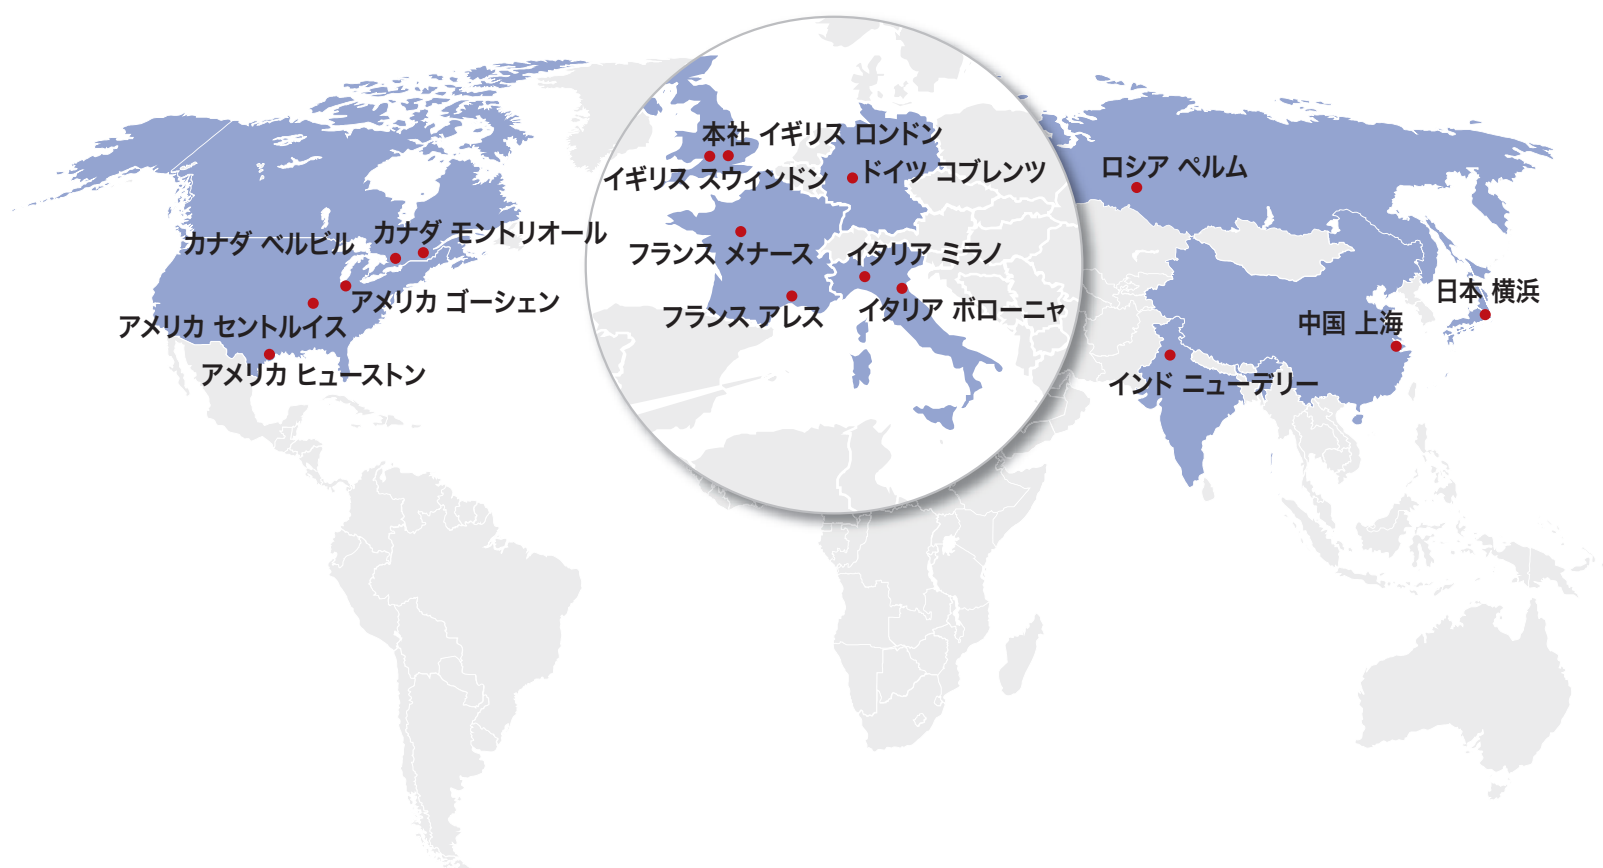 本社 イギリス ロンドン
イギリス スウィンドン
ドイツ コブレンツ
ロシア ペルム
カナダ ベルビル
カナダ モントリオール
フランス メナース
イタリア ミラノ
アメリカ ゴーシェン
日本 横浜
フランス アレス
イタリア ボローニャ
中国 上海
アメリカ セントルイス
アメリカ ヒューストン
インド ニューデリー